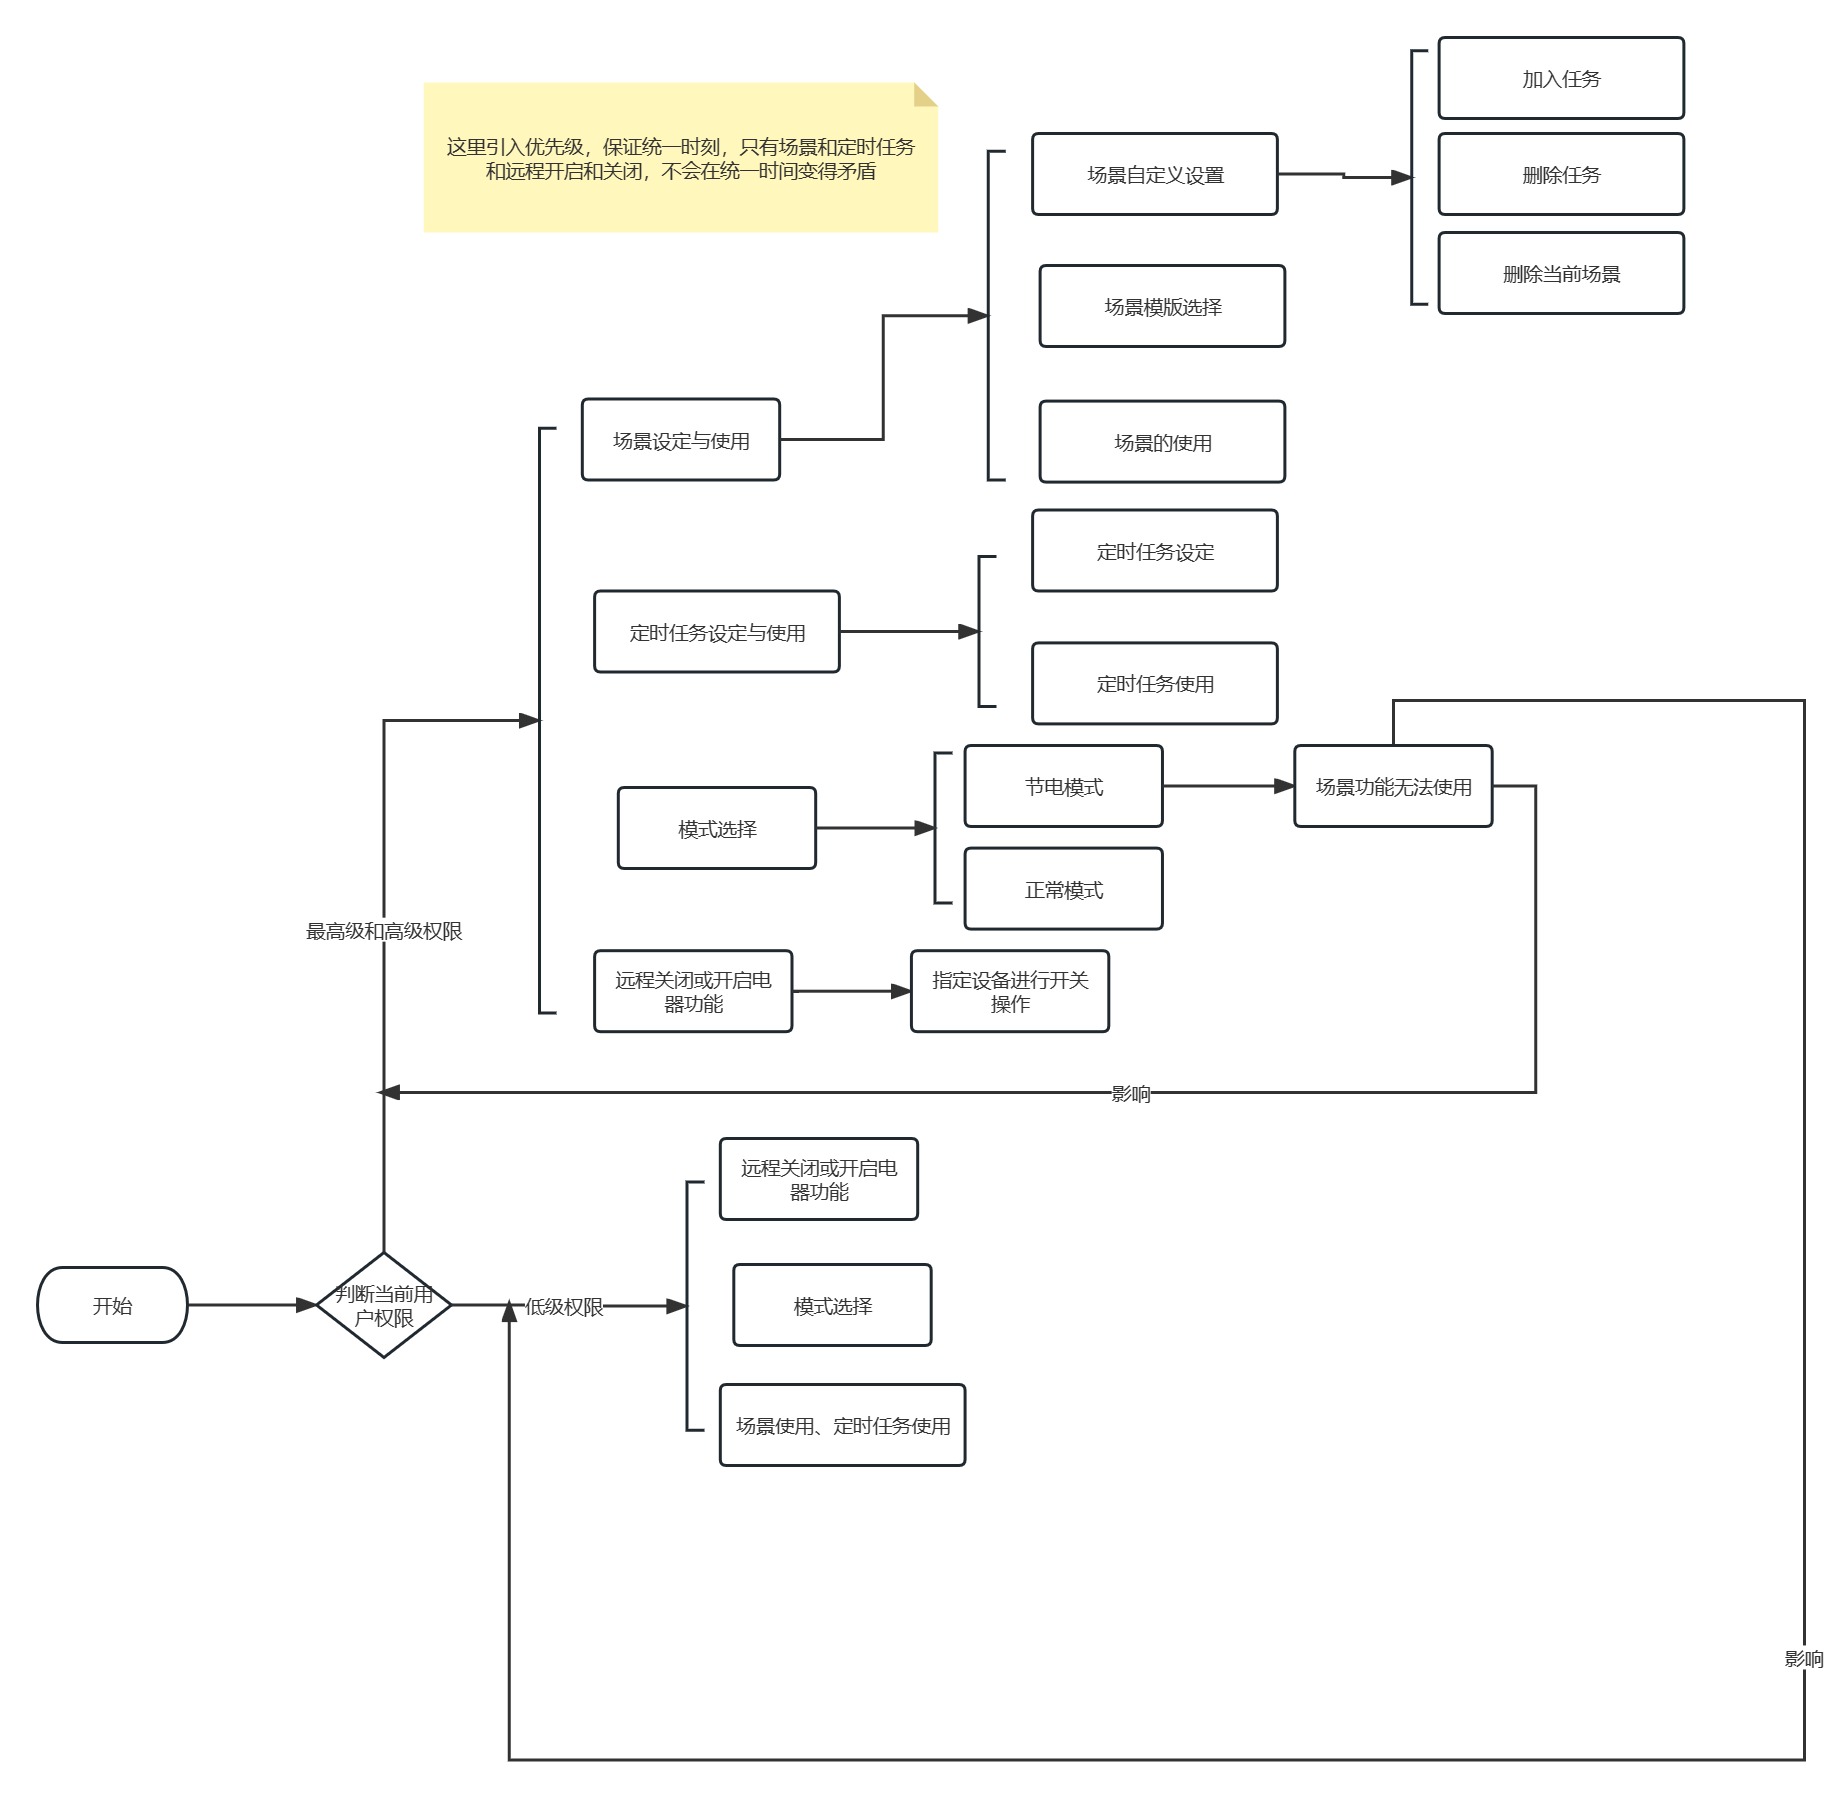 加入任务
这里引入优先级，保证统一时刻，只有场景和定时任务
和远程开启和关闭，不会在统一时间变得矛盾
场景自定义设置
删除任务
删除当前场景
场景模版选择
场景设定与使用
场景的使用
定时任务设定
定时任务设定与使用
定时任务使用
节电模式
场景功能无法使用
模式选择
正常模式
最高级和高级权限
远程关闭或开启电
器功能
指定设备进行开关
操作
影响
远程关闭或开启电
器功能
开始
判断当前用
户权限
低级权限
模式选择
场景使用、定时任务使用
影响